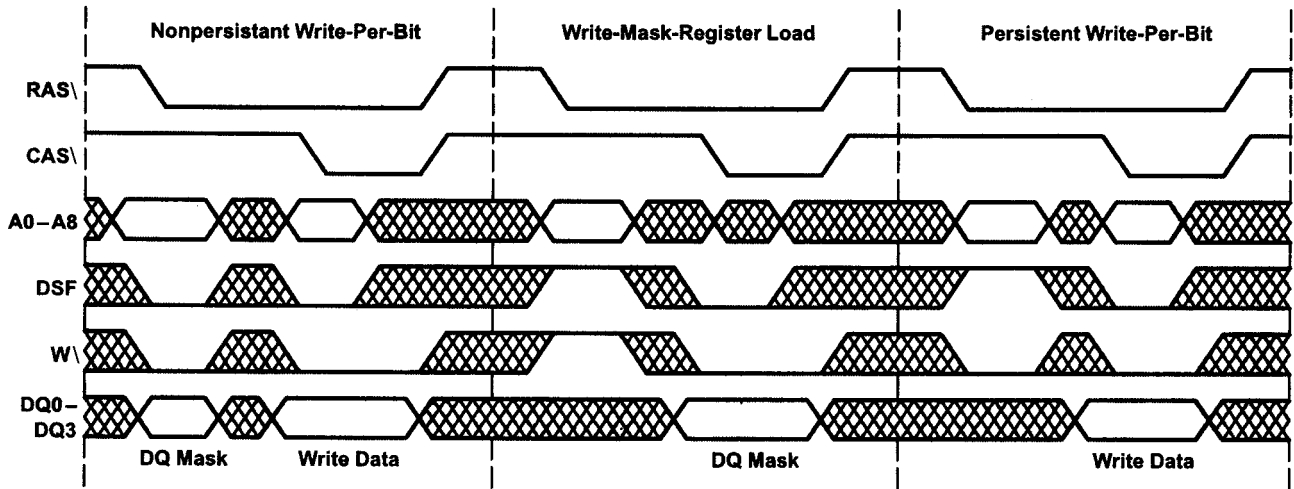 Nonpersistant Write-Per-Bit
Write-Mask-Register Load
Persistent Write-Per-Bit
RAS\
CAS\
A0–A8
DSF
W\
DQ0–
DQ3
DQ Mask
Write Data
DQ Mask
Write Data